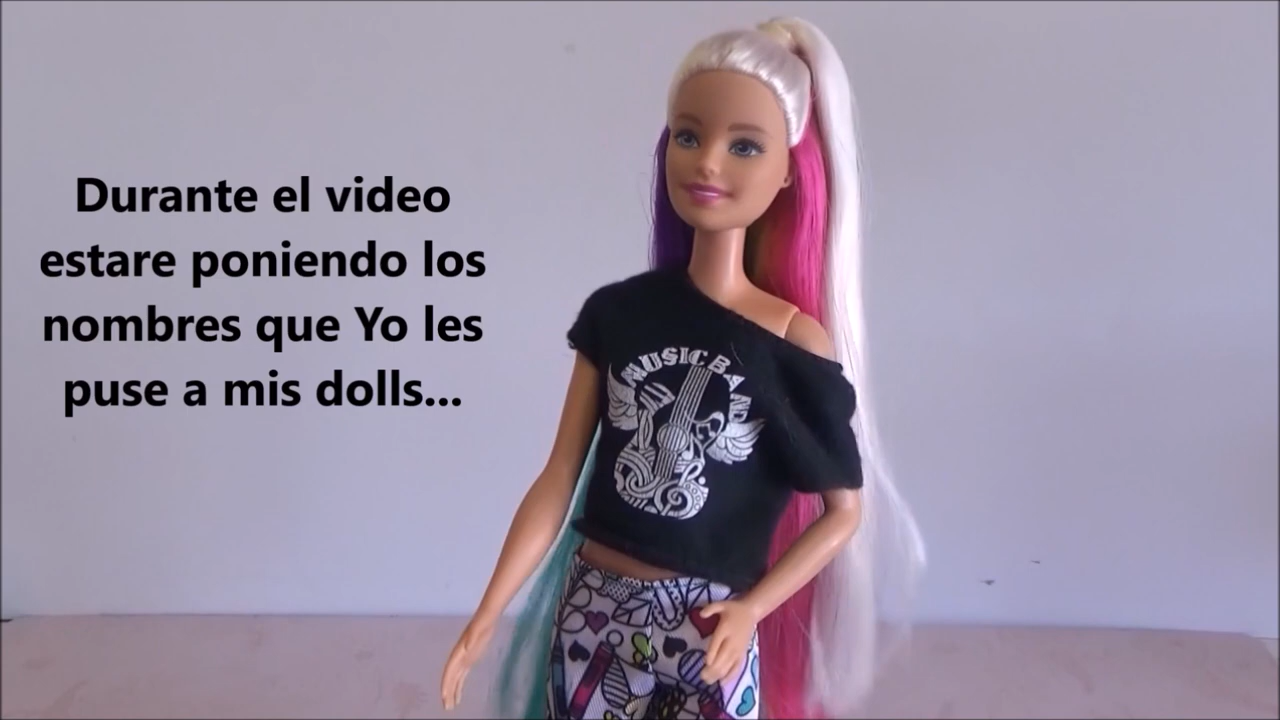 Durante el video
estare poniendo los
nombres que Yo les
puse a mis dolls...
MUSIC BAND